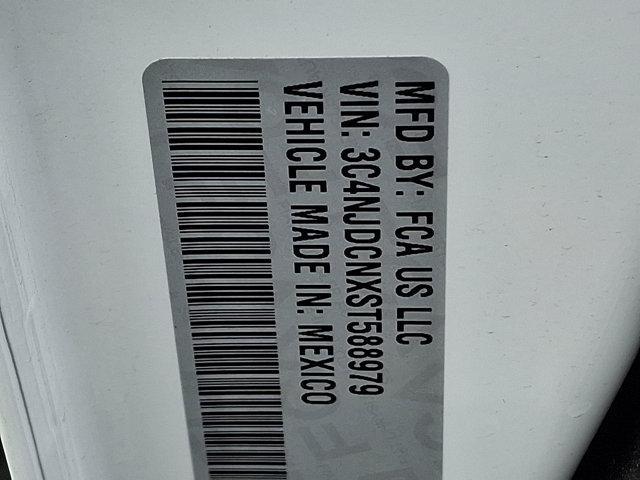 MFD BY: FCA US LLC
VIN: 3C4NJDCNXST588979
VEHICLE MADE IN: MEXICO